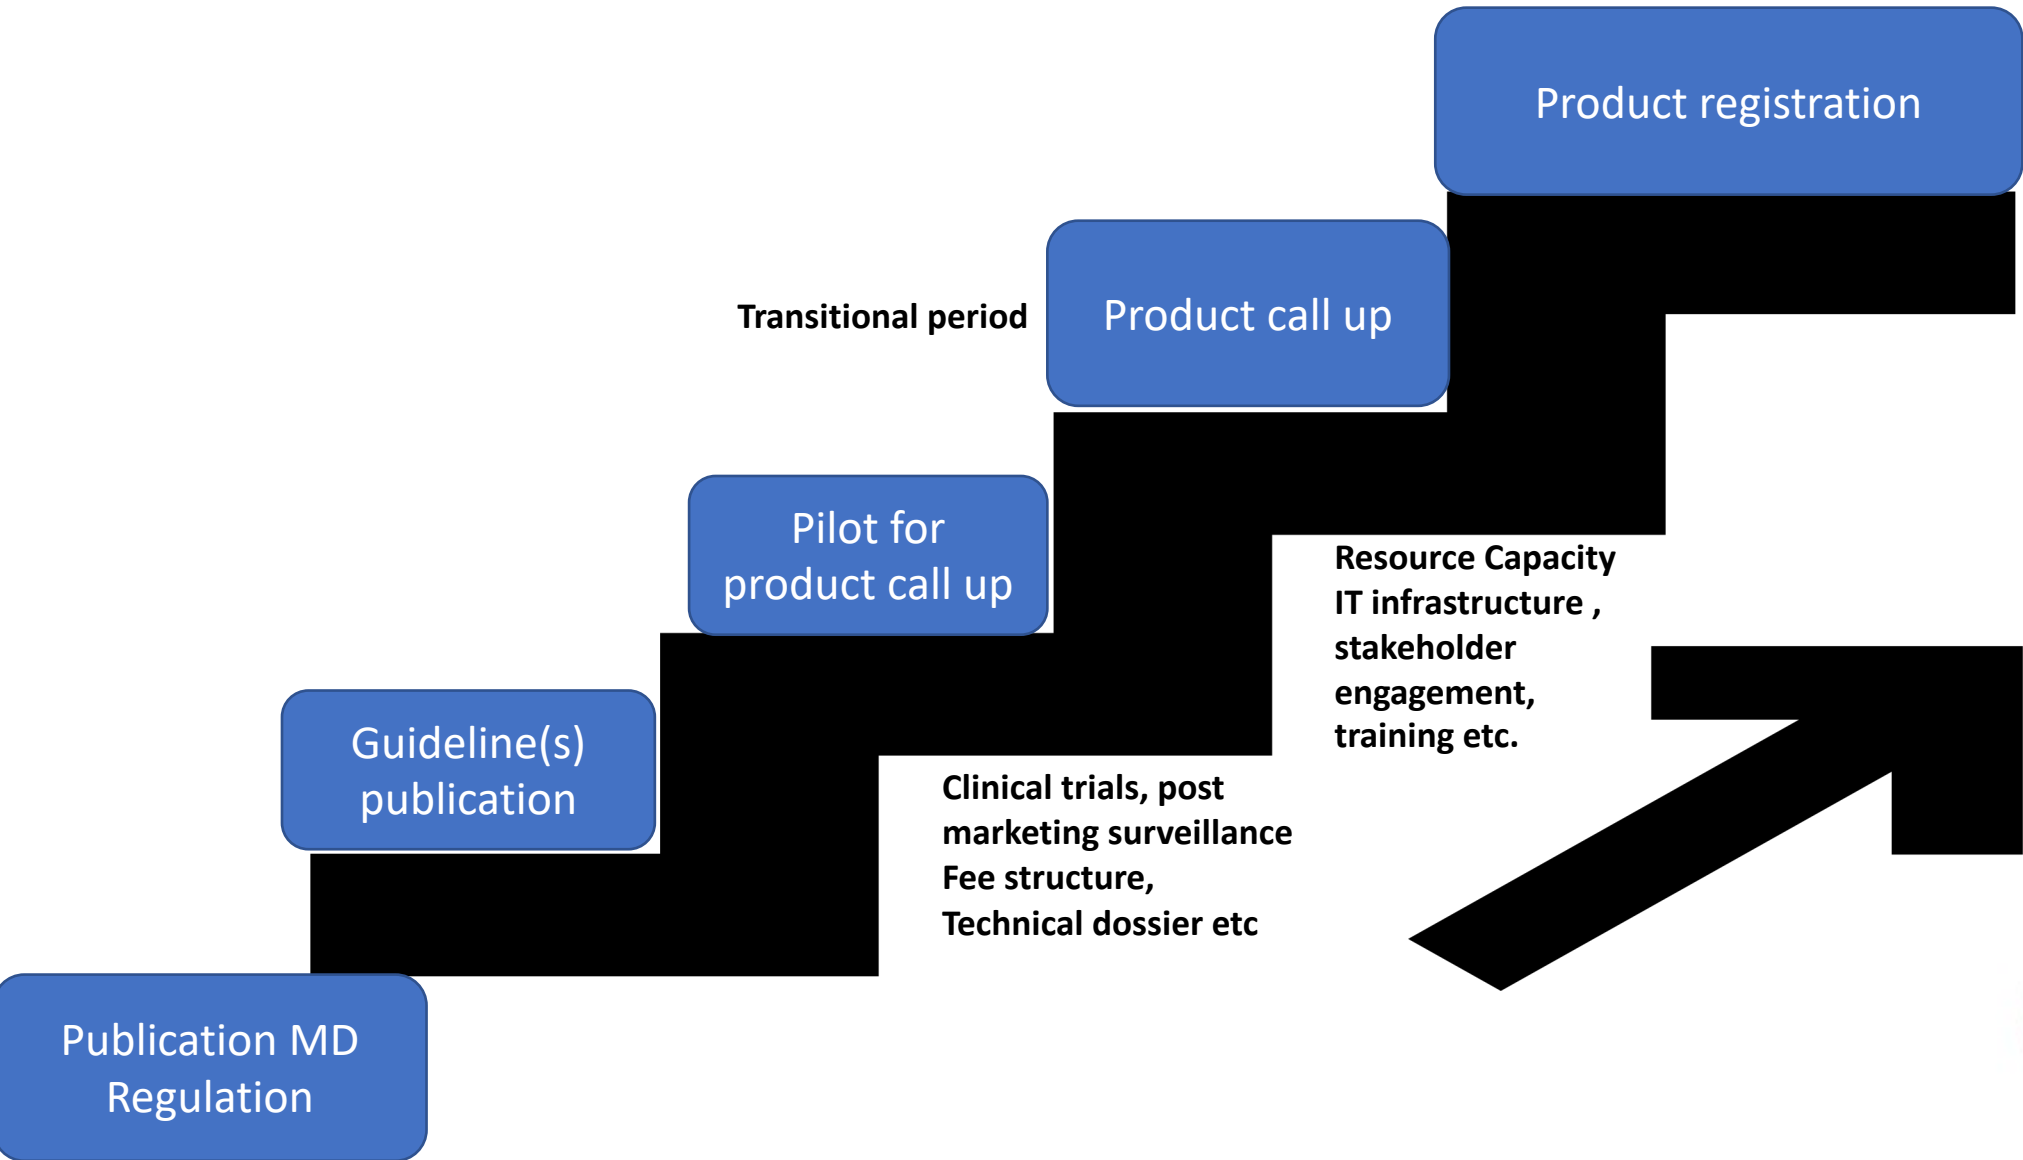 Product registration
Transitional period
Product call up
Pilot for
product call up
Resource Capacity
IT infrastructure ,
stakeholder
engagement,
training etc.
Guideline(s)
publication
Clinical trials, post
marketing surveillance
Fee structure,
Technical dossier etc
Publication MD
Regulation